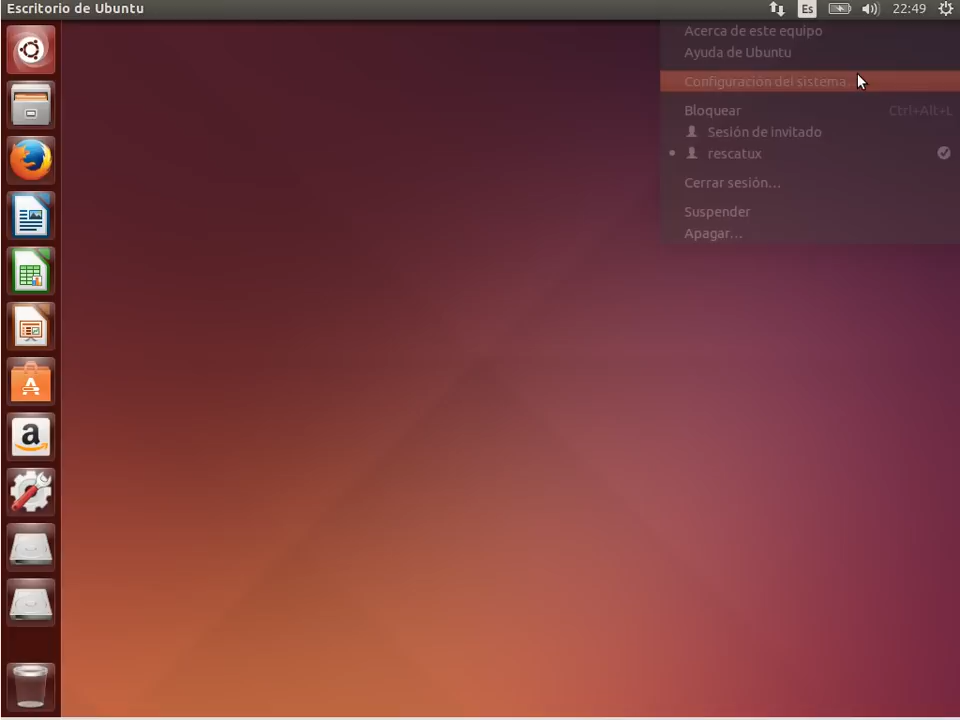 Escritorio de Ubuntu
Es
22:49
Acerca de este equipo
Ayuda de Ubuntu
Configuración del sistema…
Bloquear Ctrl+Alt+L
Sesión de invitado
rescatux
Cerrar sesión…
Suspender
Apagar…